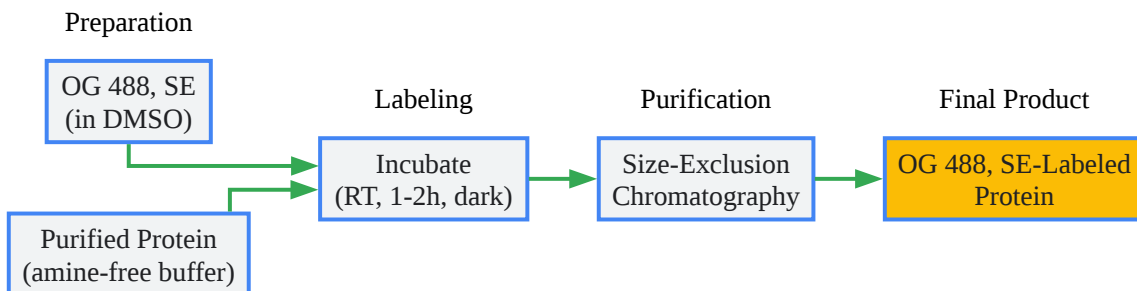 Preparation
OG 488, SE
(in DMSO)
Purified Protein
(amine-free buffer)
Labeling
Incubate
(RT, 1-2h, dark)
Purification
Size-Exclusion
Chromatography
Final Product
OG 488, SE-Labeled
Protein